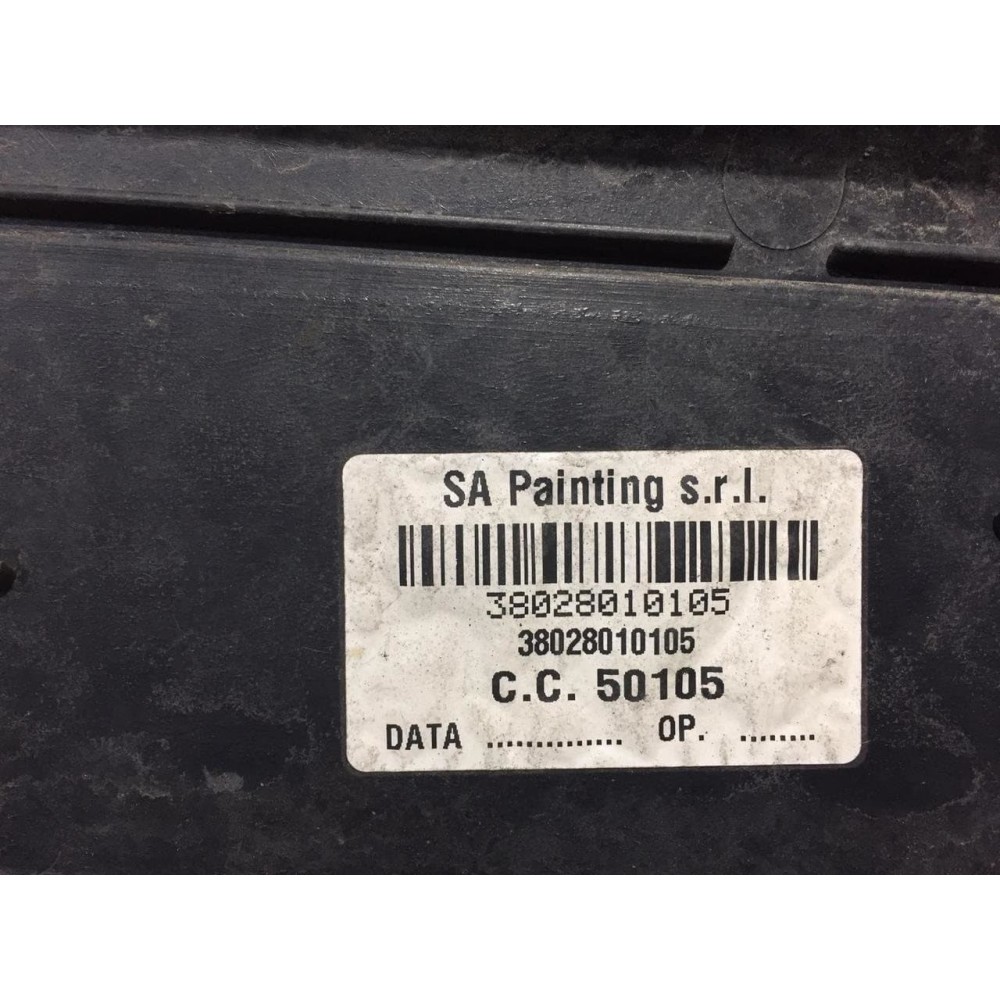 SA Painting s.r.l.
38028010105
38028010105
C.C. 50105
DATA .............. OP. ........